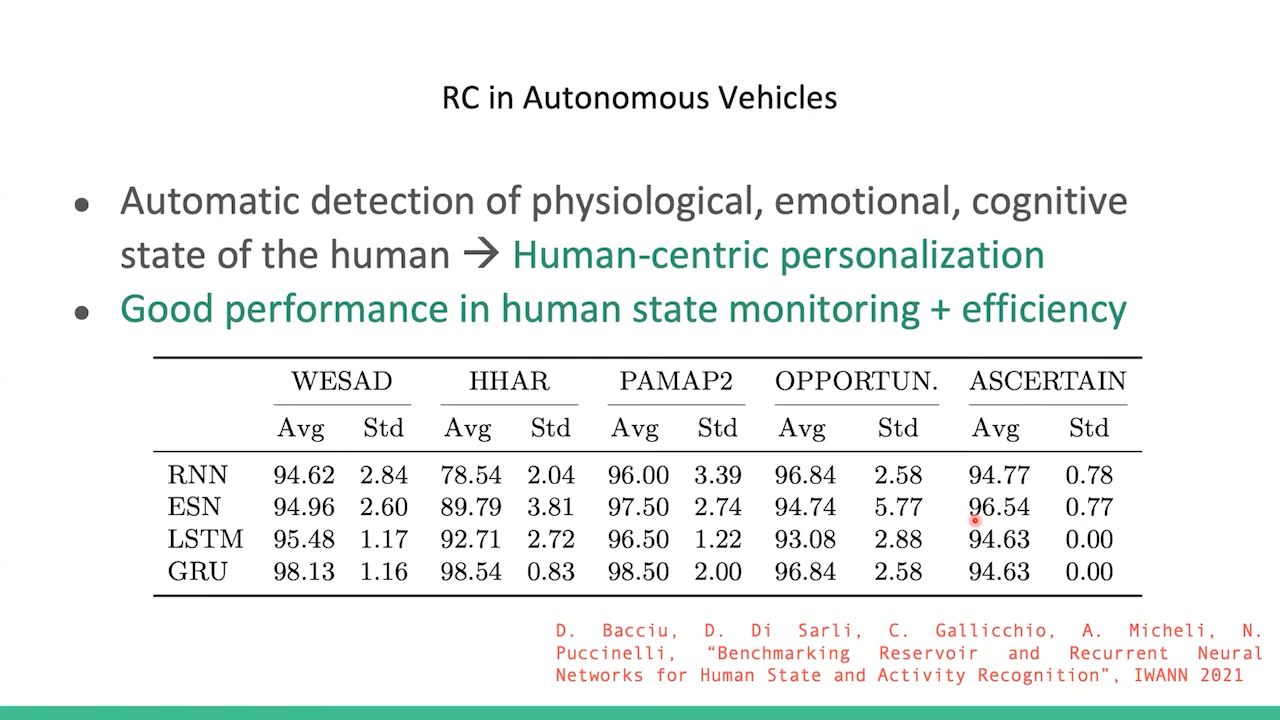 RC in Autonomous Vehicles
• Automatic detection of physiological, emotional, cognitive
state of the human → Human-centric personalization
• Good performance in human state monitoring + efficiency
WESAD HHAR PAMAP2 OPPORTUN. ASCERTAIN
Avg Std Avg Std Avg Std Avg Std Avg Std
RNN 94.62 2.84 78.54 2.04 96.00 3.39 96.84 2.58 94.77 0.78
ESN 94.96 2.60 89.79 3.81 97.50 2.74 94.74 5.77 96.54 0.77
LSTM 95.48 1.17 92.71 2.72 96.50 1.22 93.08 2.88 94.63 0.00
GRU 98.13 1.16 98.54 0.83 98.50 2.00 96.84 2.58 94.63 0.00
D. Bacciu, D. Di Sarli, C. Gallicchio, A. Micheli, N.
Puccinelli, “Benchmarking Reservoir and Recurrent Neural
Networks for Human State and Activity Recognition”, IWANN 2021